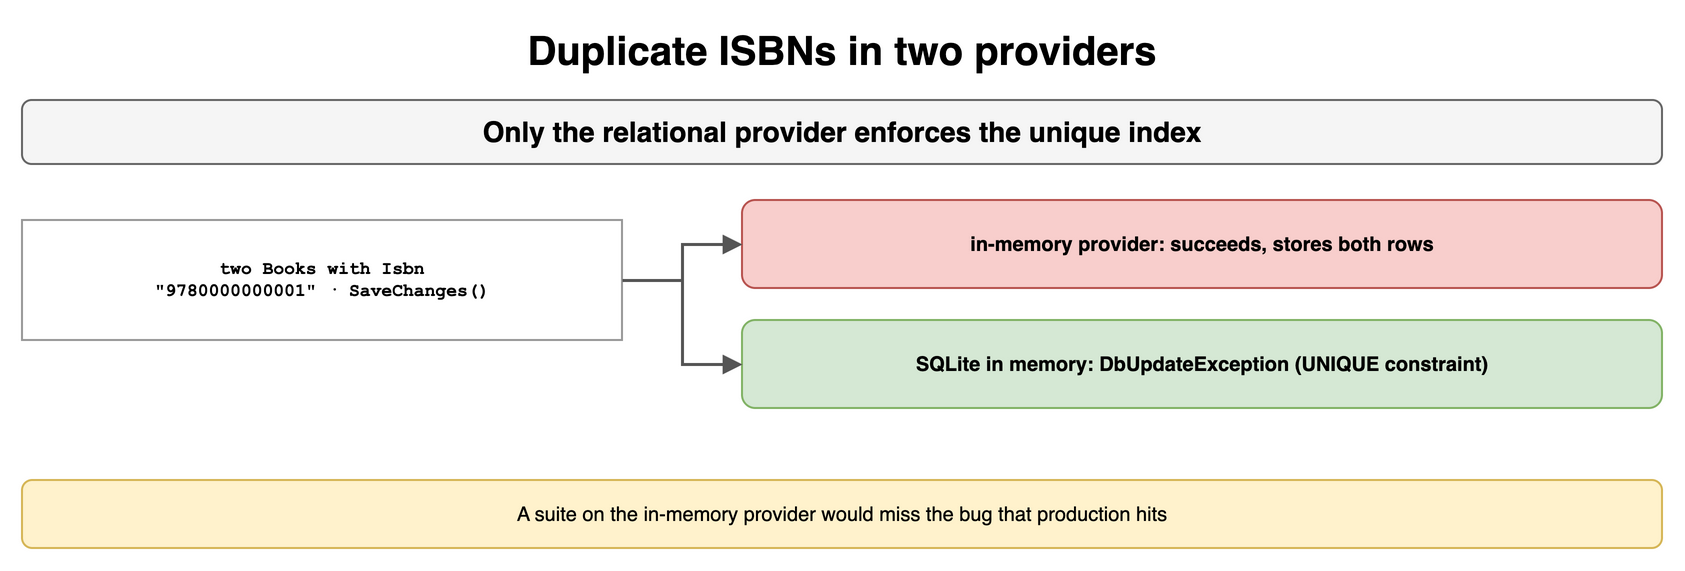 Duplicate ISBNs in two providers
Only the relational provider enforces the unique index
two Books with Isbn
"9780000000001" · SaveChanges()
in-memory provider: succeeds, stores both rows
SQLite in memory: DbUpdateException (UNIQUE constraint)
A suite on the in-memory provider would miss the bug that production hits